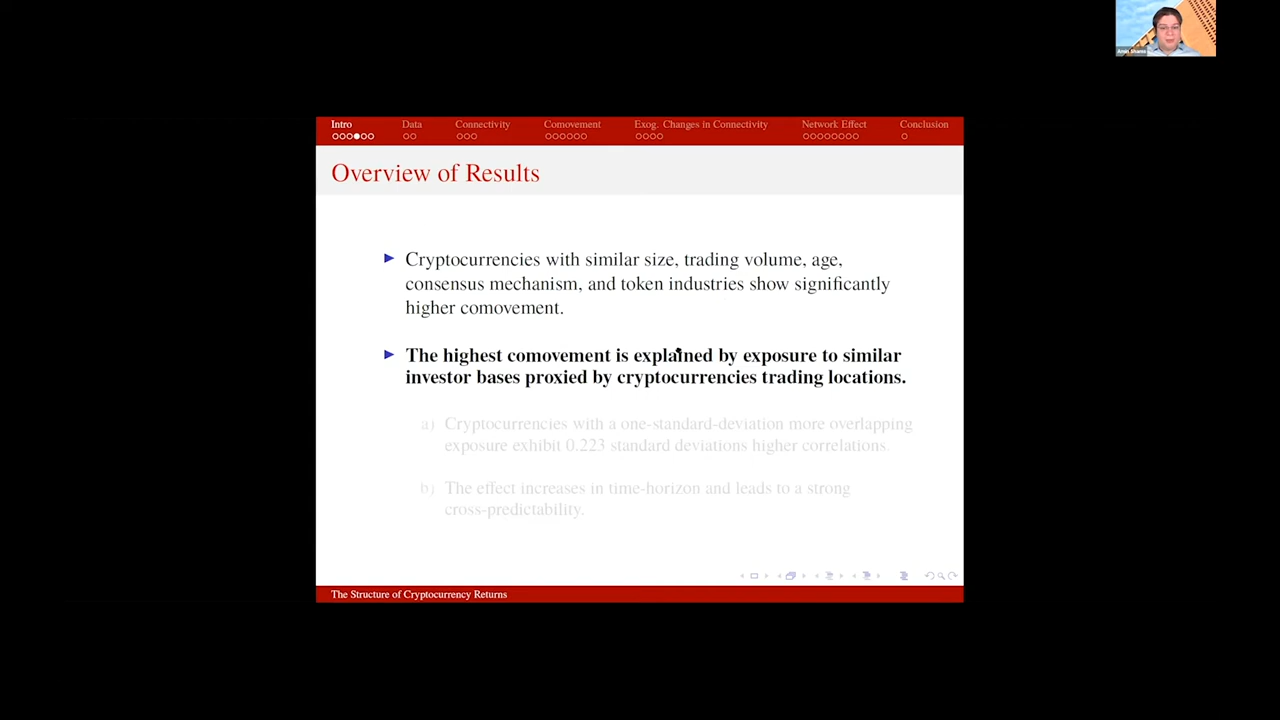 Amin Shams
Intro
Data
Connectivity
Comovement
Exog. Changes in Connectivity
Network Effect
Conclusion
Overview of Results
Cryptocurrencies with similar size, trading volume, age,
consensus mechanism, and token industries show significantly
higher comovement.
The highest comovement is explained by exposure to similar
investor bases proxied by cryptocurrencies trading locations.
a) Cryptocurrencies with a one-standard-deviation more overlapping
exposure exhibit 0.223 standard deviations higher correlations.
b) The effect increases in time-horizon and leads to a strong
cross-predictability.
The Structure of Cryptocurrency Returns